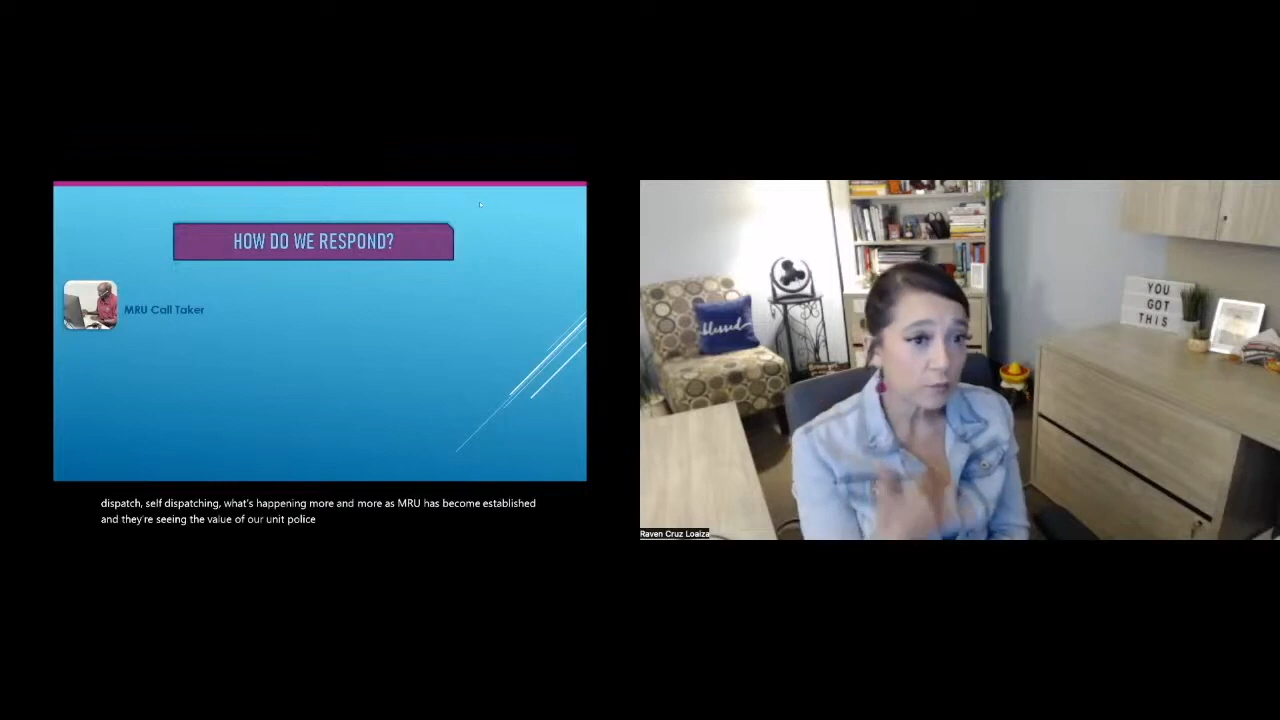 HOW DO WE RESPOND?
MRU Call Taker
dispatch, self dispatching, what's happening more and more as MRU has become established
and they're seeing the value of our unit police
blessed
YOU
GOT
THIS
Raven Cruz Loaiza